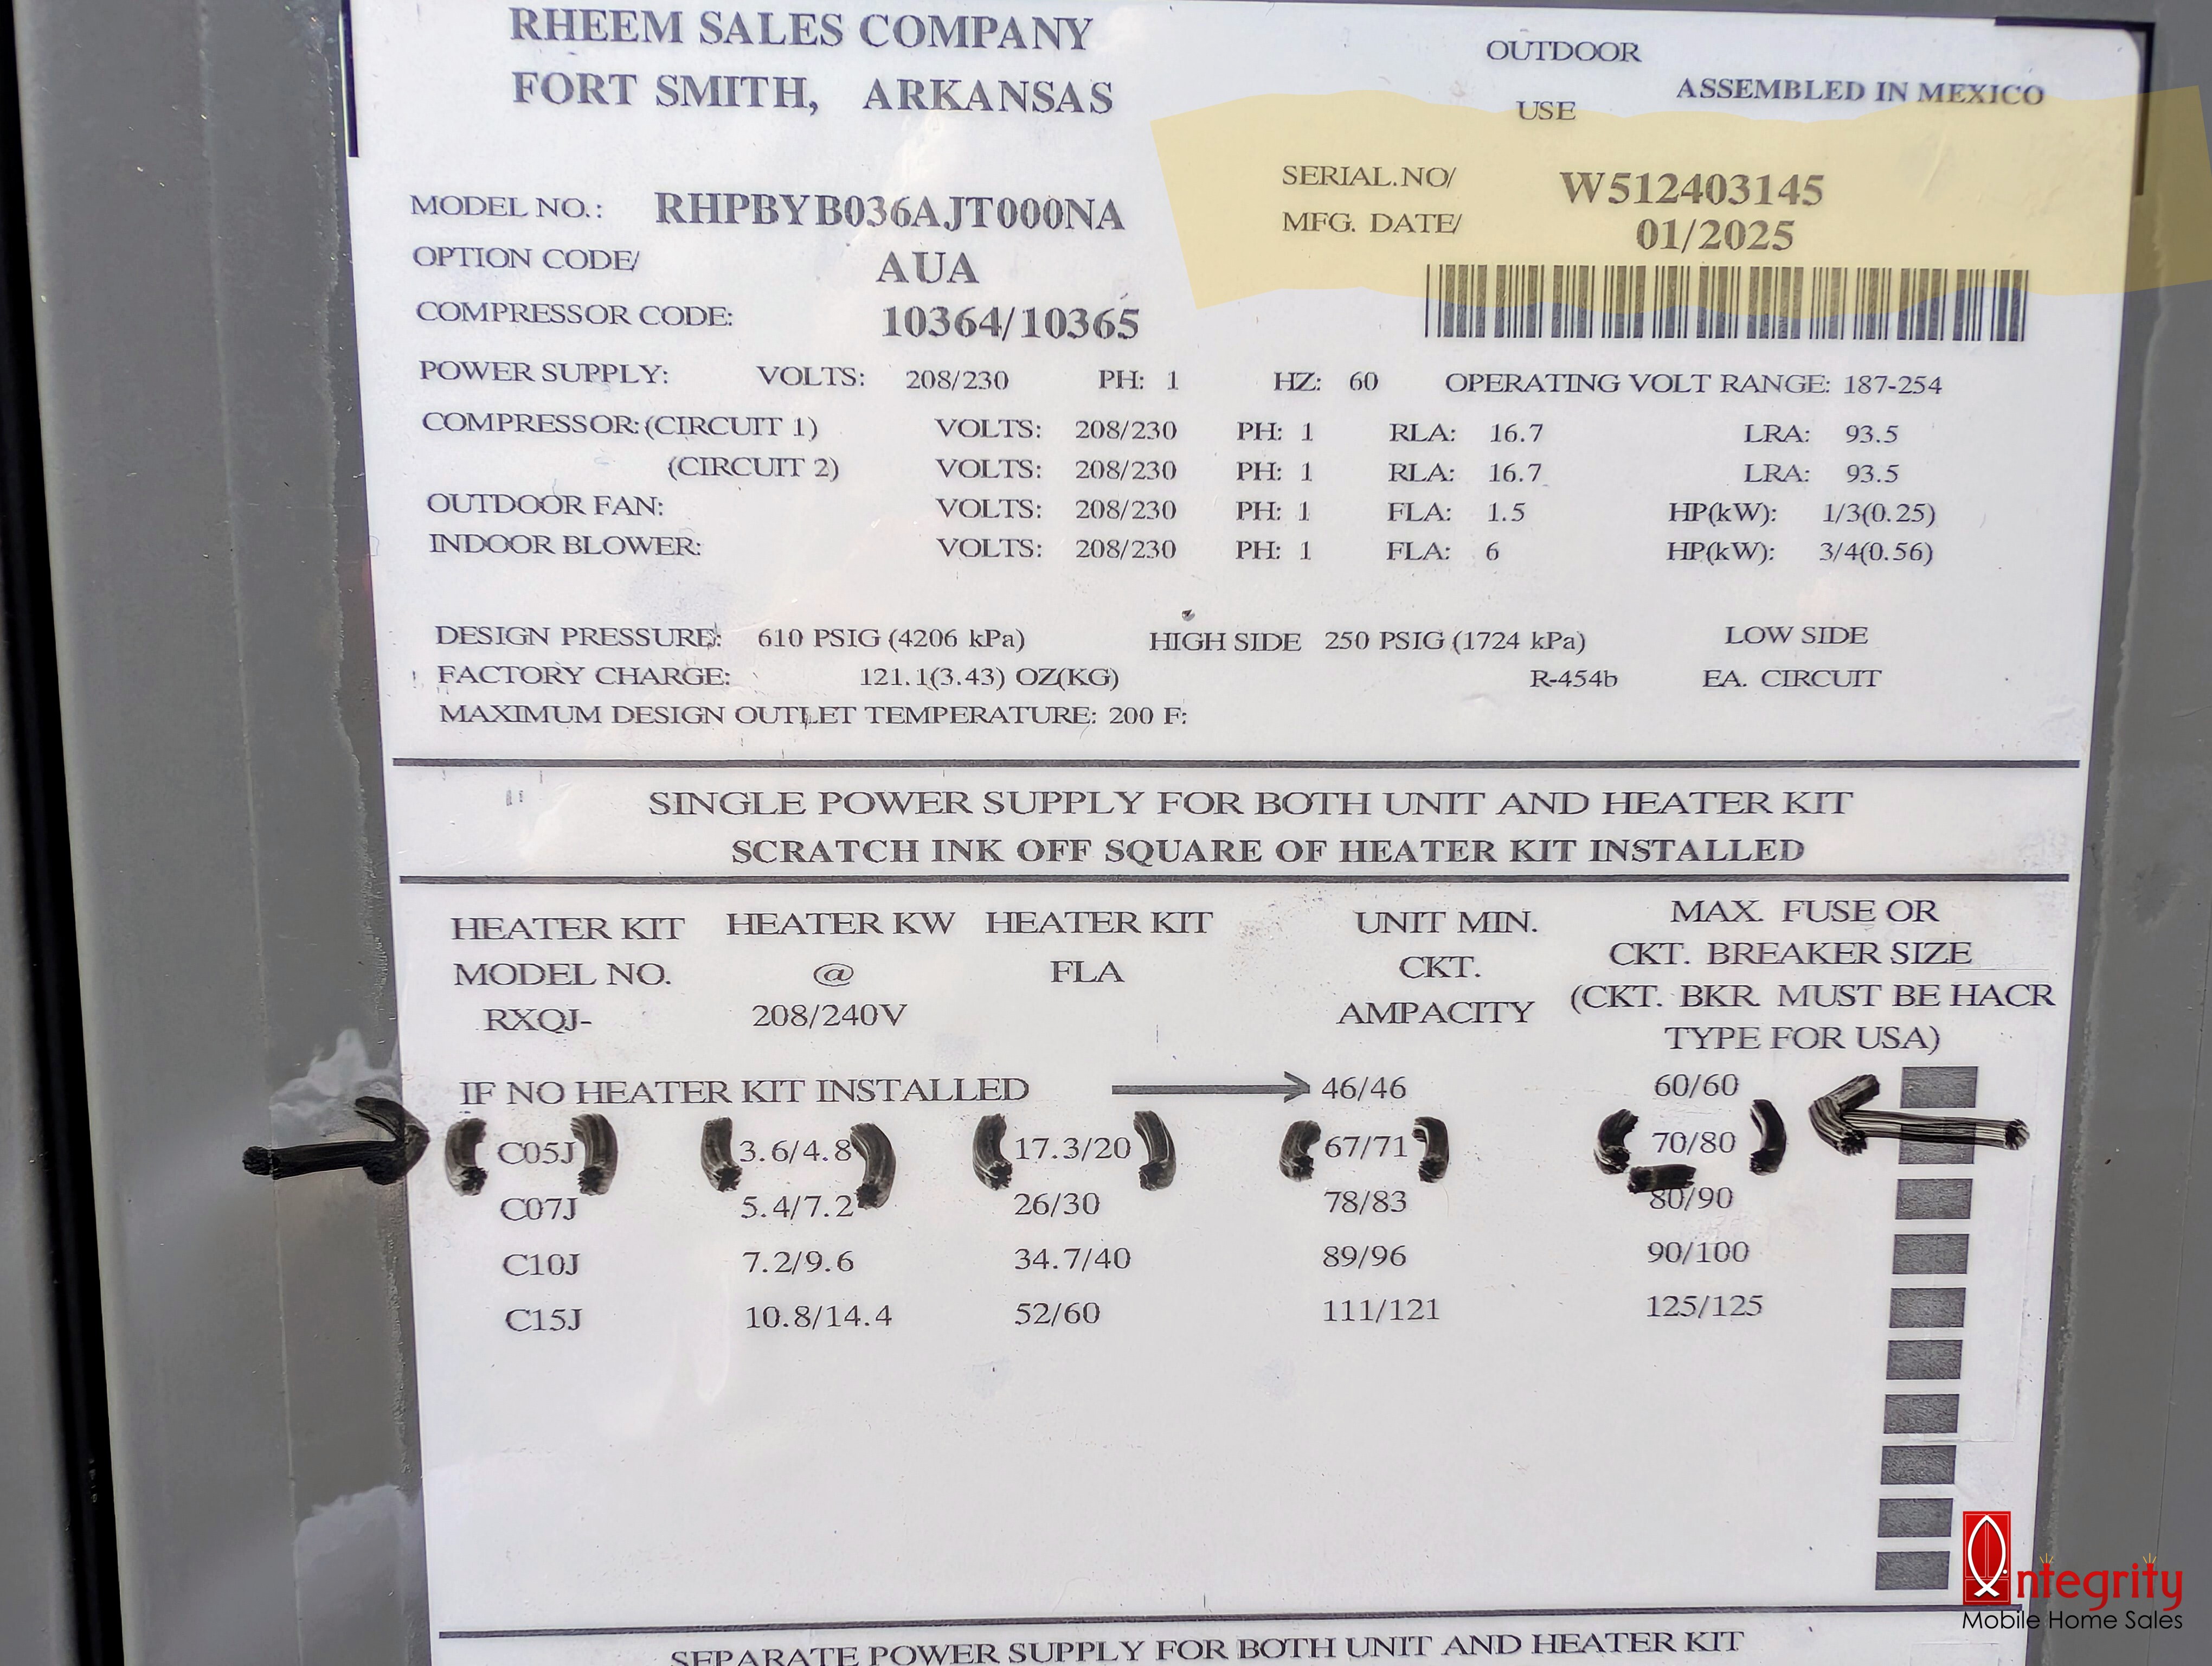 RHEEM SALES COMPANY
FORT SMITH, ARKANSAS
OUTDOOR
USE
ASSEMBLED IN MEXICO
SERIAL.NO/ W512403145
MFG. DATE/ 01/2025
MODEL NO.: RHPBYB036AJT000NA
OPTION CODE/ AUA
COMPRESSOR CODE: 10364/10365
POWER SUPPLY: VOLTS: 208/230 PH: 1 HZ: 60 OPERATING VOLT RANGE: 187-254
COMPRESSOR:(CIRCUIT 1) VOLTS: 208/230 PH: 1 RLA: 16.7 LRA: 93.5
(CIRCUIT 2) VOLTS: 208/230 PH: 1 RLA: 16.7 LRA: 93.5
OUTDOOR FAN: VOLTS: 208/230 PH: 1 FLA: 1.5 HP(kW): 1/3(0.25)
INDOOR BLOWER: VOLTS: 208/230 PH: 1 FLA: 6 HP(kW): 3/4(0.56)
DESIGN PRESSURE: 610 PSIG (4206 kPa) HIGH SIDE 250 PSIG (1724 kPa) LOW SIDE
FACTORY CHARGE: 121.1(3.43) OZ(KG) R-454b EA. CIRCUIT
MAXIMUM DESIGN OUTLET TEMPERATURE: 200 F:
SINGLE POWER SUPPLY FOR BOTH UNIT AND HEATER KIT
SCRATCH INK OFF SQUARE OF HEATER KIT INSTALLED
HEATER KIT MODEL NO. RXQJ-
HEATER KW @ 208/240V
HEATER KIT FLA
UNIT MIN. CKT. AMPACITY
MAX. FUSE OR
CKT. BREAKER SIZE
(CKT. BKR. MUST BE HACR
TYPE FOR USA)
IF NO HEATER KIT INSTALLED 46/46 60/60
C05J 3.6/4.8 17.3/20 67/71 70/80
C07J 5.4/7.2 26/30 78/83 80/90
C10J 7.2/9.6 34.7/40 89/96 90/100
C15J 10.8/14.4 52/60 111/121 125/125
SEPARATE POWER SUPPLY FOR BOTH UNIT AND HEATER KIT
ntegrity
Mobile Home Sales